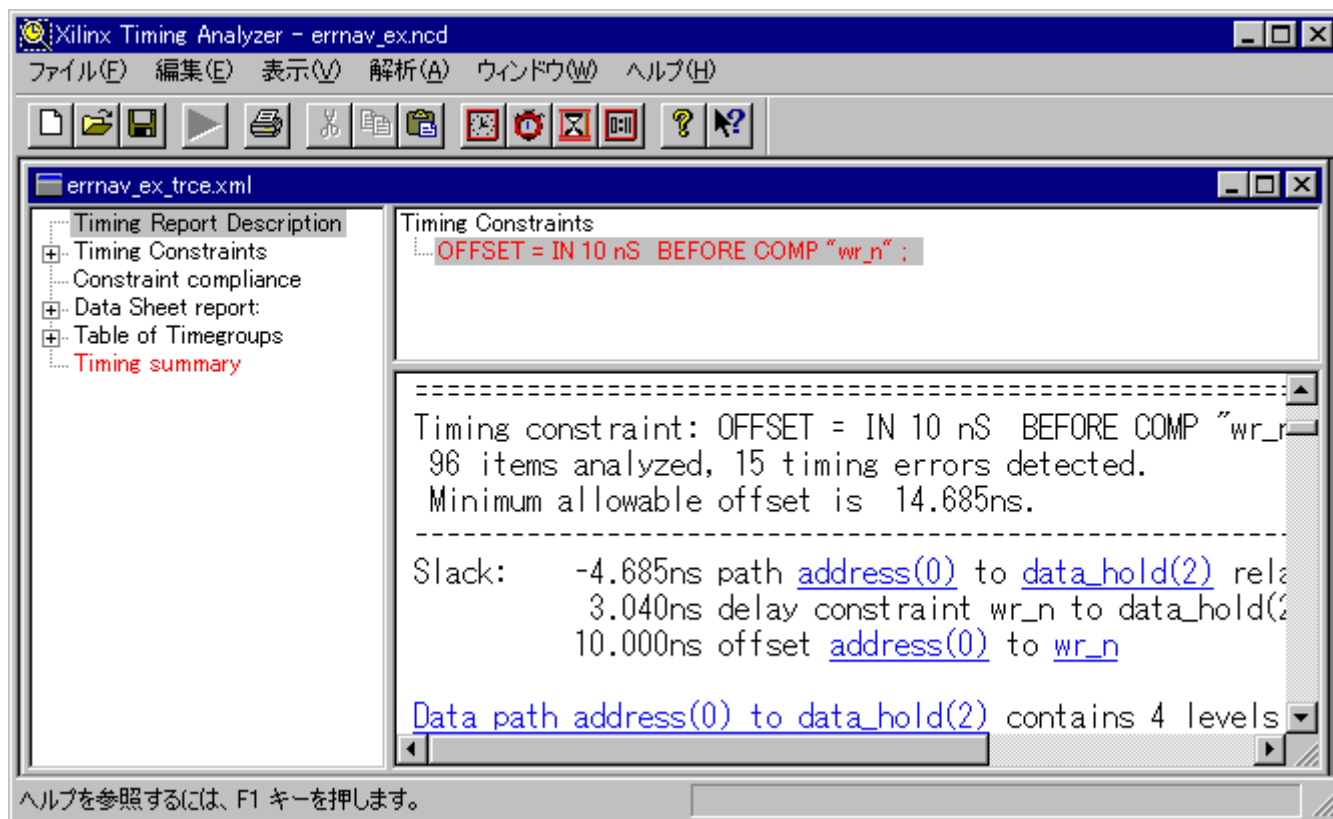 Xilinx Timing Analyzer - errnav_ex.ncd
ファイル(F) 編集(E) 表示(V) 解析(A) ウィンドウ(W) ヘルプ(H)
errnav_ex_trce.xml
Timing Report Description
Timing Constraints
Constraint compliance
Data Sheet report:
Table of Timegroups
Timing summary
Timing Constraints
OFFSET = IN 10 nS  BEFORE COMP "wr_n" ;
Timing constraint: OFFSET = IN 10 nS  BEFORE COMP "wr_n
96 items analyzed, 15 timing errors detected.
Minimum allowable offset is  14.685ns.
Slack:    -4.685ns path address(0) to data_hold(2) rela
3.040ns delay constraint wr_n to data_hold(2
10.000ns offset address(0) to wr_n
Data path address(0) to data_hold(2) contains 4 levels
ヘルプを参照するには、F1 キーを押します。